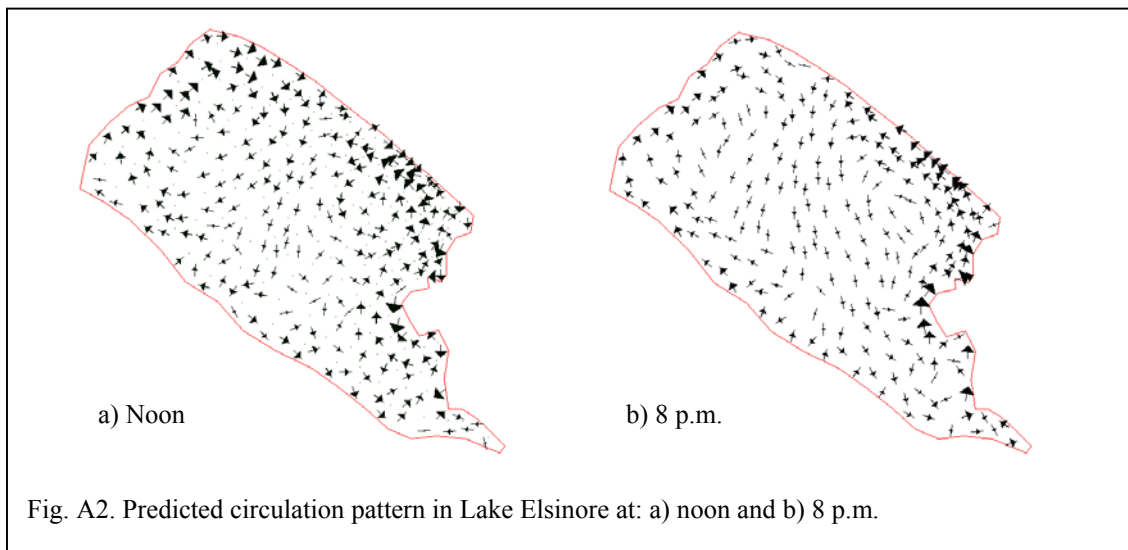 a) Noon
b) 8 p.m.
Fig. A2. Predicted circulation pattern in Lake Elsinore at: a) noon and b) 8 p.m.